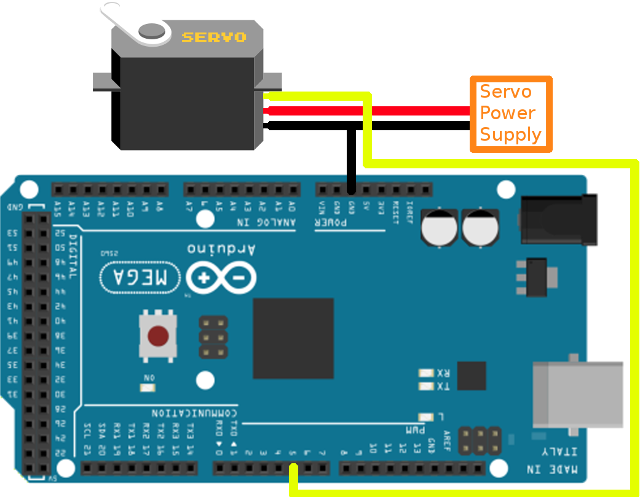 SERVO
Servo
Power
Supply
A15
A14
A13
A12
A11
A10
A9
A8
A7
A5
A4
A3
A2
A1
A0
VIN
GND
GND
5V
3V3
RESET
IOREF
ANALOG IN
POWER
GND
53
51
49
47
45
43
41
39
37
35
33
31
52
50
48
46
44
42
40
38
36
34
32
30
28
26
24
22
5V
DIGITAL
2560
MEGA
Arduino
TM
ON
RX
TX
L
COMMUNICATION
PWM
SCL 21
SDA 20
RX1 19
TX1 18
RX2 17
TX2 16
RX3 15
TX3 14
RX0 0
TX0 1
2
3
4
5
6
7
8
9
10
11
12
13
GND
AREF
MADE IN
ITALY